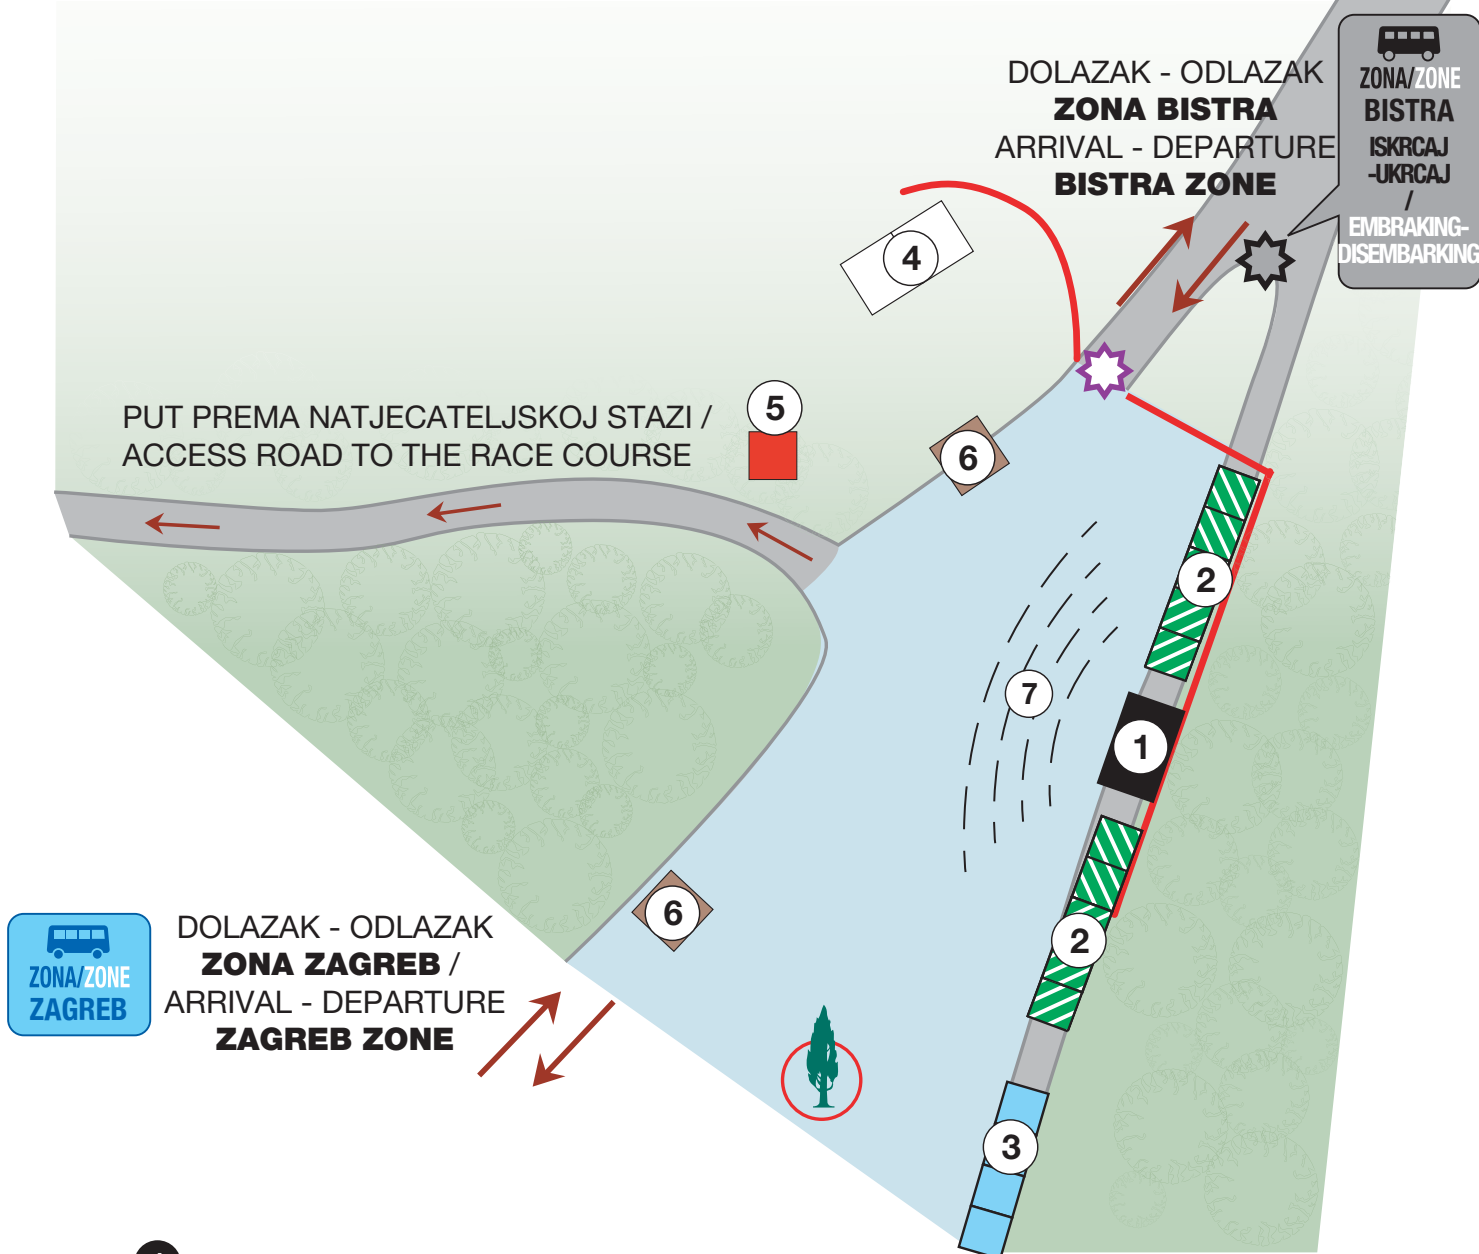 DOLAZAK - ODLAZAK
ZONA BISTRA
ARRIVAL - DEPARTURE
BISTRA ZONE
ZONA/ZONE
BISTRA
ISKRCAJ
-UKRCAJ
/
EMBRAKING-
DISEMBARKING
4
PUT PREMA NATJECATELJSKOJ STAZI /
ACCESS ROAD TO THE RACE COURSE
5
6
2
7
1
6
2
ZONA/ZONE
ZAGREB
DOLAZAK - ODLAZAK
ZONA ZAGREB /
ARRIVAL - DEPARTURE
ZAGREB ZONE
3